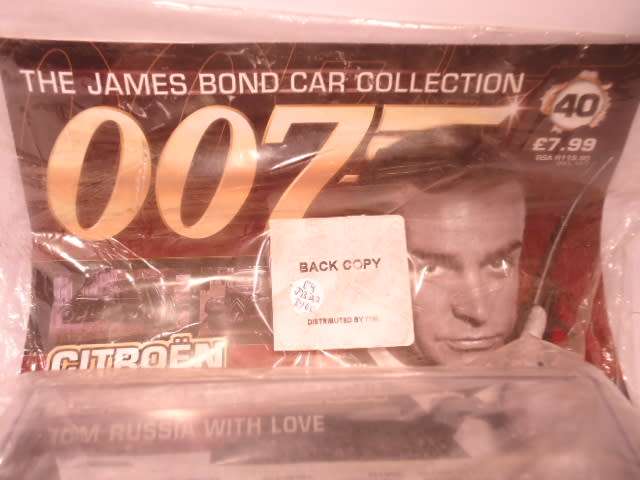 THE JAMES BOND CAR COLLECTION
40
007
£7.99
BACK COPY
DISTRIBUTED BY
CITROËN
ROM RUSSIA WITH LOVE